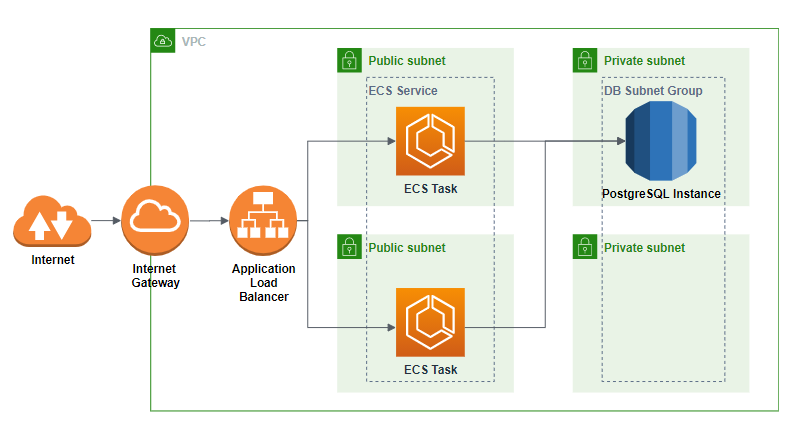 VPC
Public subnet
Private subnet
ECS Service
DB Subnet Group
ECS Task
PostgreSQL Instance
Internet
Internet
Gateway
Application
Load
Balancer
Public subnet
Private subnet
ECS Task